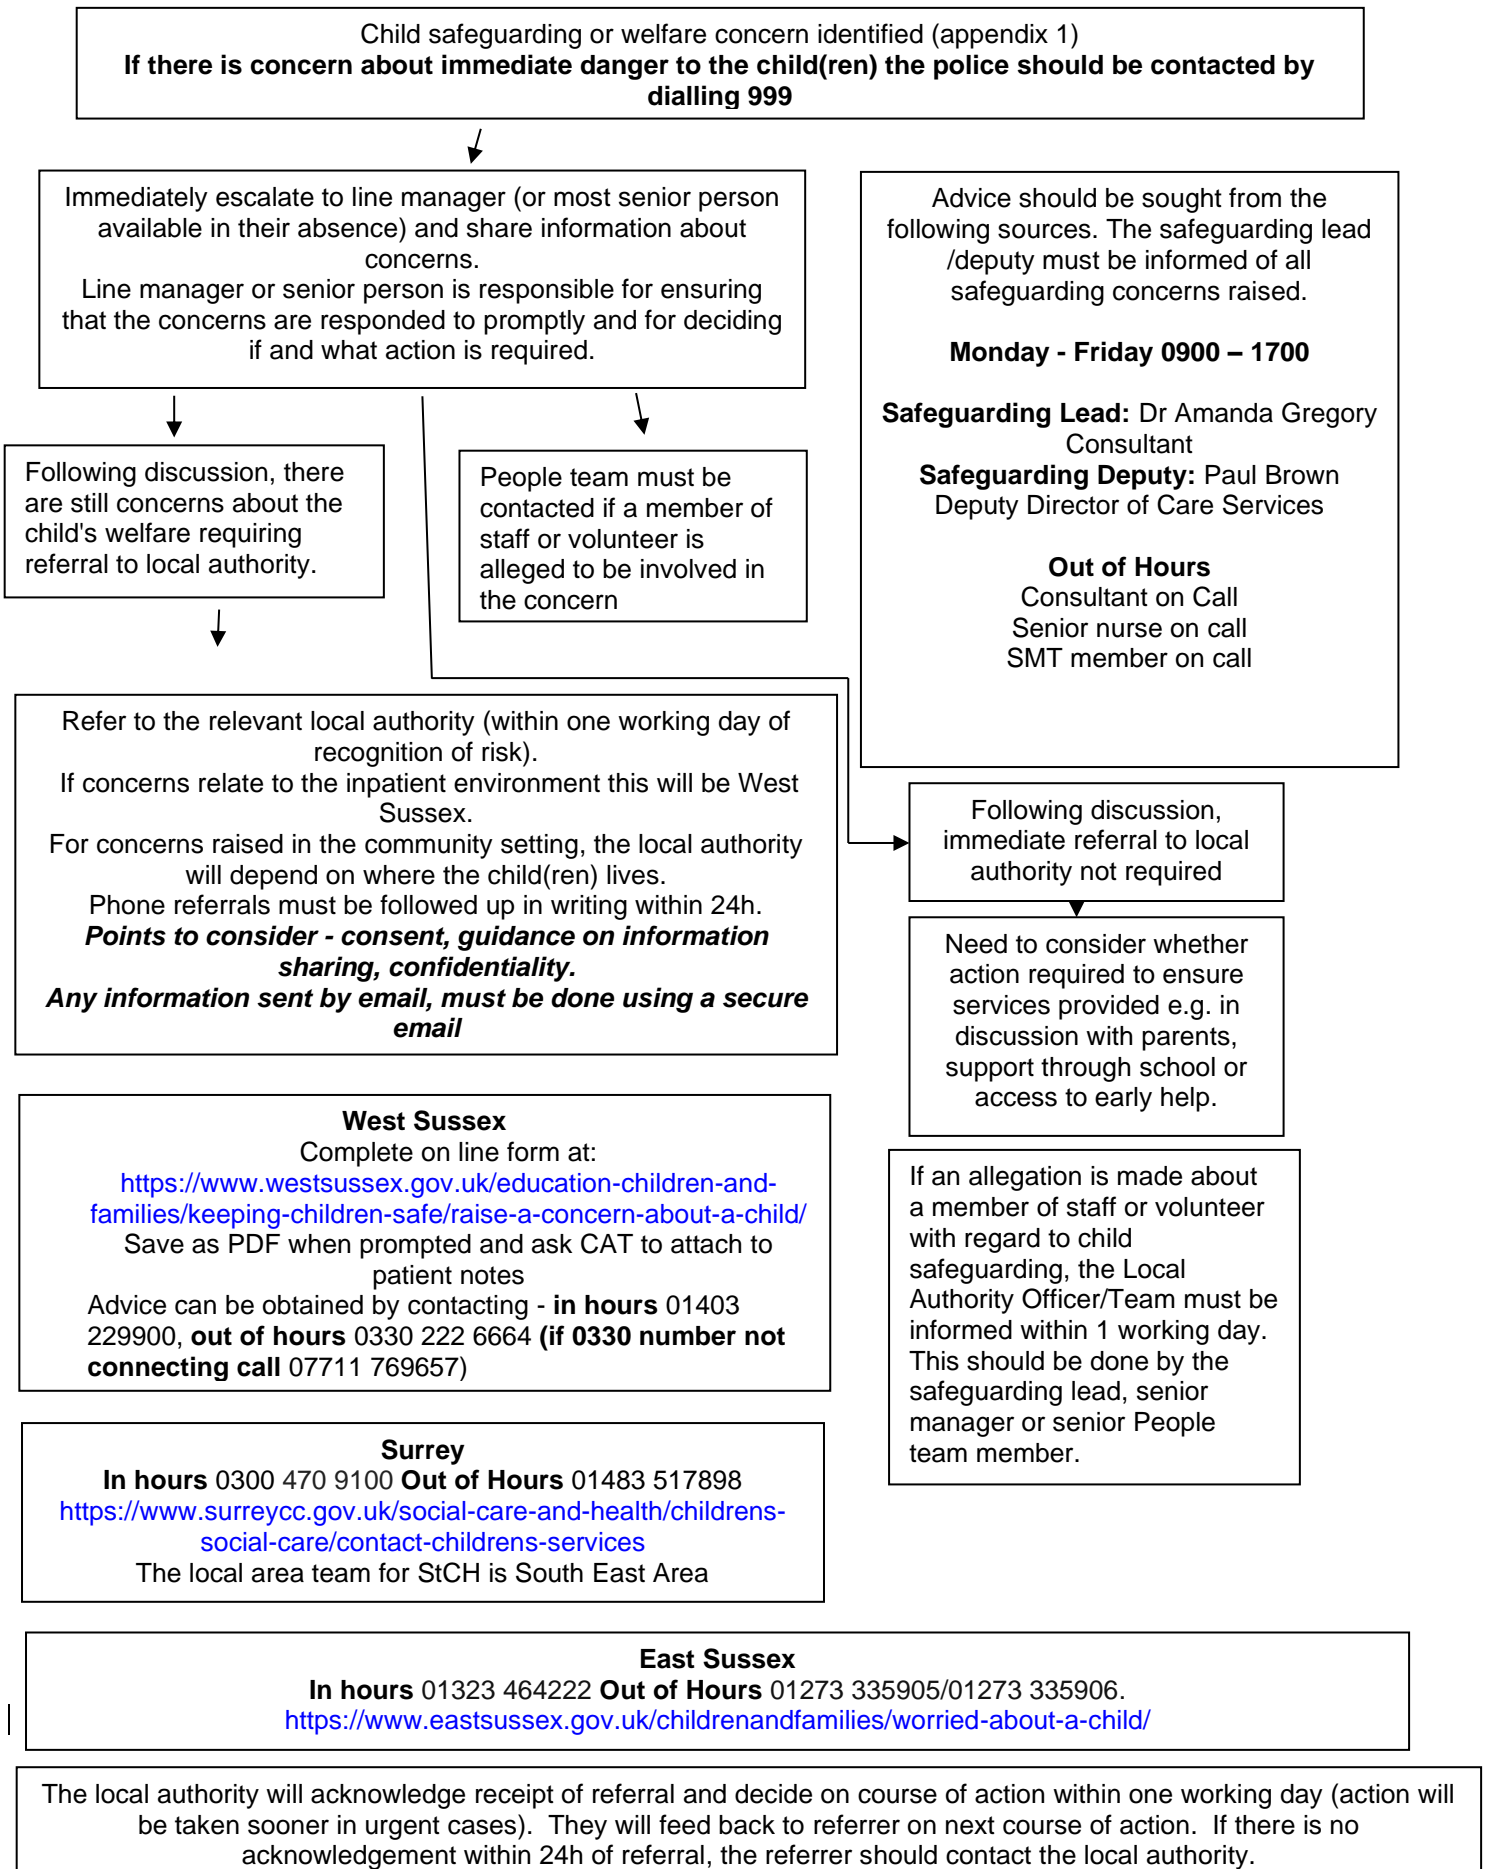 Child safeguarding or welfare concern identified (appendix 1)
If there is concern about immediate danger to the child(ren) the police should be contacted by
dialling 999
Immediately escalate to line manager (or most senior person
available in their absence) and share information about
concerns.
Line manager or senior person is responsible for ensuring
that the concerns are responded to promptly and for deciding
if and what action is required.
Advice should be sought from the
following sources. The safeguarding lead
/deputy must be informed of all
safeguarding concerns raised.
Monday - Friday 0900 – 1700
Safeguarding Lead: Dr Amanda Gregory
Consultant
Safeguarding Deputy: Paul Brown
Deputy Director of Care Services
Out of Hours
Consultant on Call
Senior nurse on call
SMT member on call
Following discussion, there
are still concerns about the
child's welfare requiring
referral to local authority.
People team must be
contacted if a member of
staff or volunteer is
alleged to be involved in
the concern
Refer to the relevant local authority (within one working day of
recognition of risk).
If concerns relate to the inpatient environment this will be West
Sussex.
For concerns raised in the community setting, the local authority
will depend on where the child(ren) lives.
Phone referrals must be followed up in writing within 24h.
Points to consider - consent, guidance on information
sharing, confidentiality.
Any information sent by email, must be done using a secure
email
Following discussion,
immediate referral to local
authority not required
Need to consider whether
action required to ensure
services provided e.g. in
discussion with parents,
support through school or
access to early help.
West Sussex
Complete on line form at:
https://www.westsussex.gov.uk/education-children-and-
families/keeping-children-safe/raise-a-concern-about-a-child/
Save as PDF when prompted and ask CAT to attach to
patient notes
Advice can be obtained by contacting - in hours 01403
229900, out of hours 0330 222 6664 (if 0330 number not
connecting call 07711 769657)
If an allegation is made about
a member of staff or volunteer
with regard to child
safeguarding, the Local
Authority Officer/Team must be
informed within 1 working day.
This should be done by the
safeguarding lead, senior
manager or senior People
team member.
Surrey
In hours 0300 470 9100 Out of Hours 01483 517898
https://www.surreycc.gov.uk/social-care-and-health/childrens-
social-care/contact-childrens-services
The local area team for StCH is South East Area
East Sussex
In hours 01323 464222 Out of Hours 01273 335905/01273 335906.
https://www.eastsussex.gov.uk/childrenandfamilies/worried-about-a-child/
The local authority will acknowledge receipt of referral and decide on course of action within one working day (action will
be taken sooner in urgent cases).  They will feed back to referrer on next course of action.  If there is no
acknowledgement within 24h of referral, the referrer should contact the local authority.